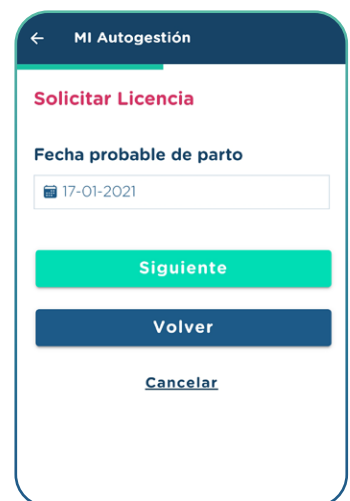 MI Autogestión
Solicitar Licencia
Fecha probable de parto
17-01-2021
Siguiente
Volver
Cancelar